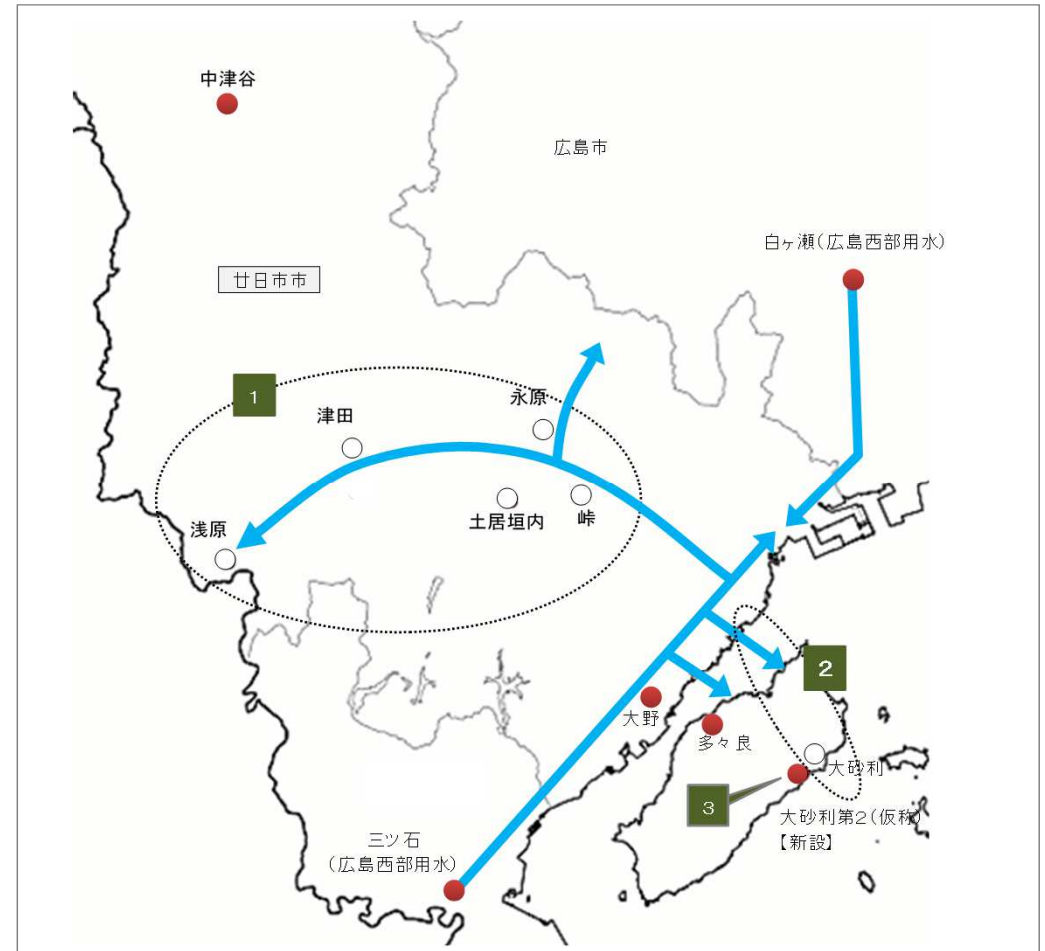 中津谷
広島市
白ヶ瀬(広島西部用水)
廿日市市
1
永原
津田
土居垣内
峠
浅原
2
大野
多々良
大砂利
3
大砂利第2(仮称)
【新設】
三ツ石
(広島西部用水)